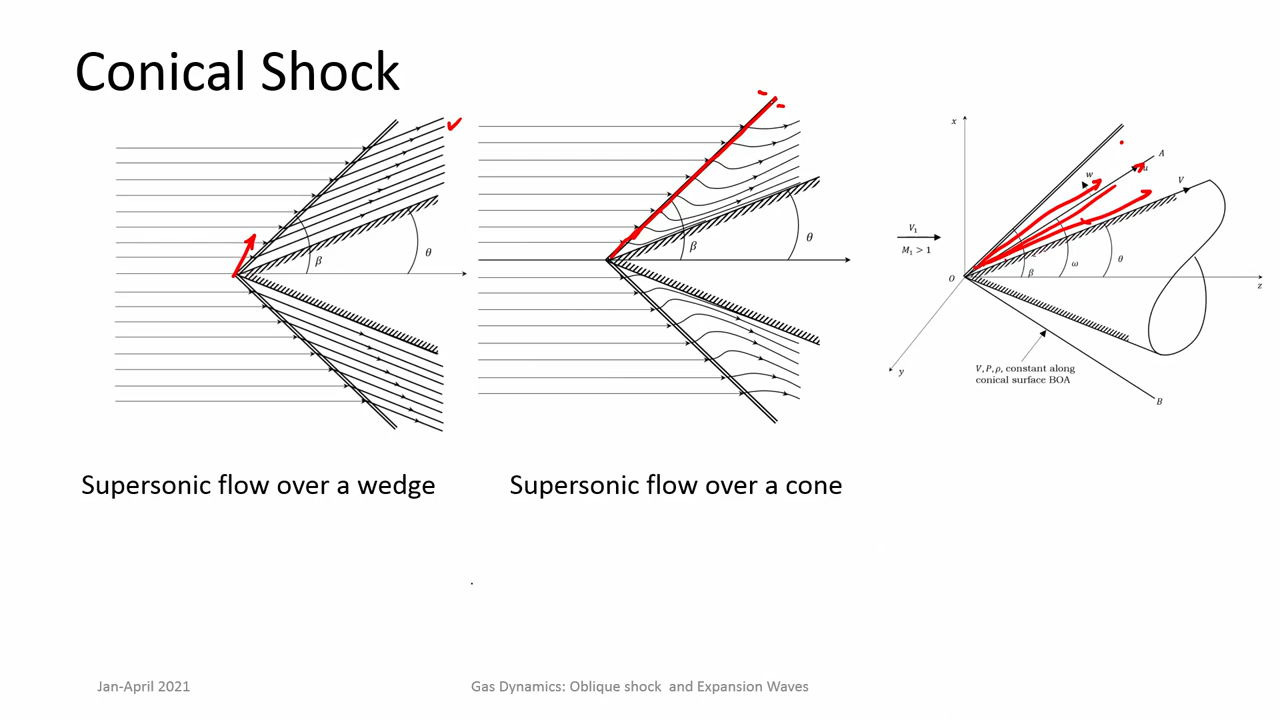 Conical Shock
β
θ
β
θ
x
A
w
u
V
V₁
M₁ > 1
O
β
ω
θ
z
y
V, P, ρ, constant along
conical surface BOA
B
Supersonic flow over a wedge
Supersonic flow over a cone
Jan-April 2021
Gas Dynamics: Oblique shock and Expansion Waves